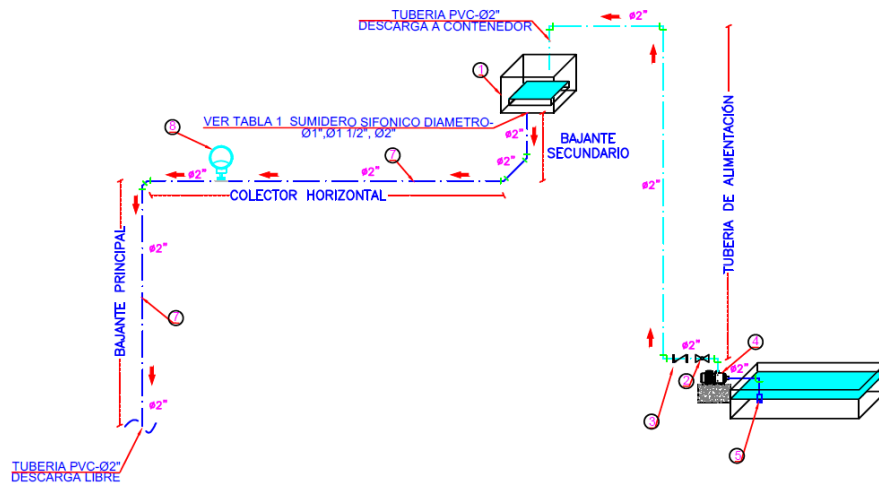 TUBERIA PVC-Ø2"
DESCARGA A CONTENEDOR
ø2"
1
VER TABLA 1 SUMIDERO SIFONICO DIAMETRO-
Ø1",Ø1 1/2", Ø2"
ø2"
BAJANTE
SECUNDARIO
8
7
ø2"
ø2"
ø2"
ø2"
COLECTOR HORIZONTAL
BAJANTE PRINCIPAL
ø2"
7
ø2"
TUBERIA PVC-Ø2"
DESCARGA LIBRE
ø2"
TUBERIA DE ALIMENTACIÓN
ø2"
4
ø2"
2
3
5